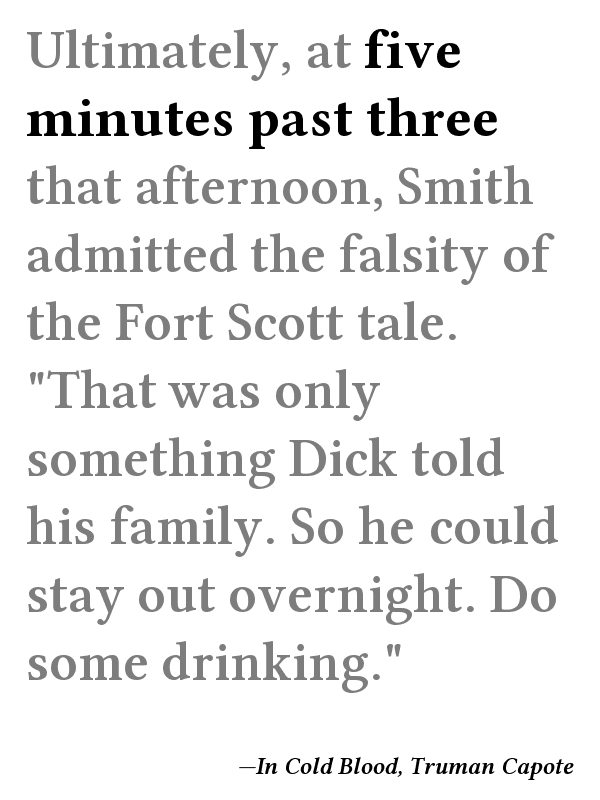 Ultimately, at five
minutes past three
that afternoon, Smith
admitted the falsity of
the Fort Scott tale.
"That was only
something Dick told
his family. So he could
stay out overnight. Do
some drinking."
—In Cold Blood, Truman Capote